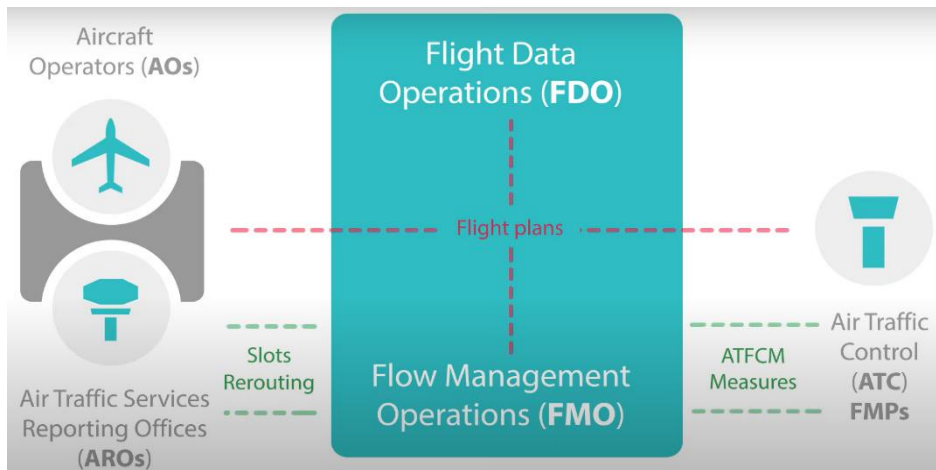 Aircraft
Operators (AOs)
Air Traffic Services
Reporting Offices
(AROs)
Slots
Rerouting
Flight Data
Operations (FDO)
Flight plans
Flow Management
Operations (FMO)
ATFCM
Measures
Air Traffic
Control
(ATC)
FMPs